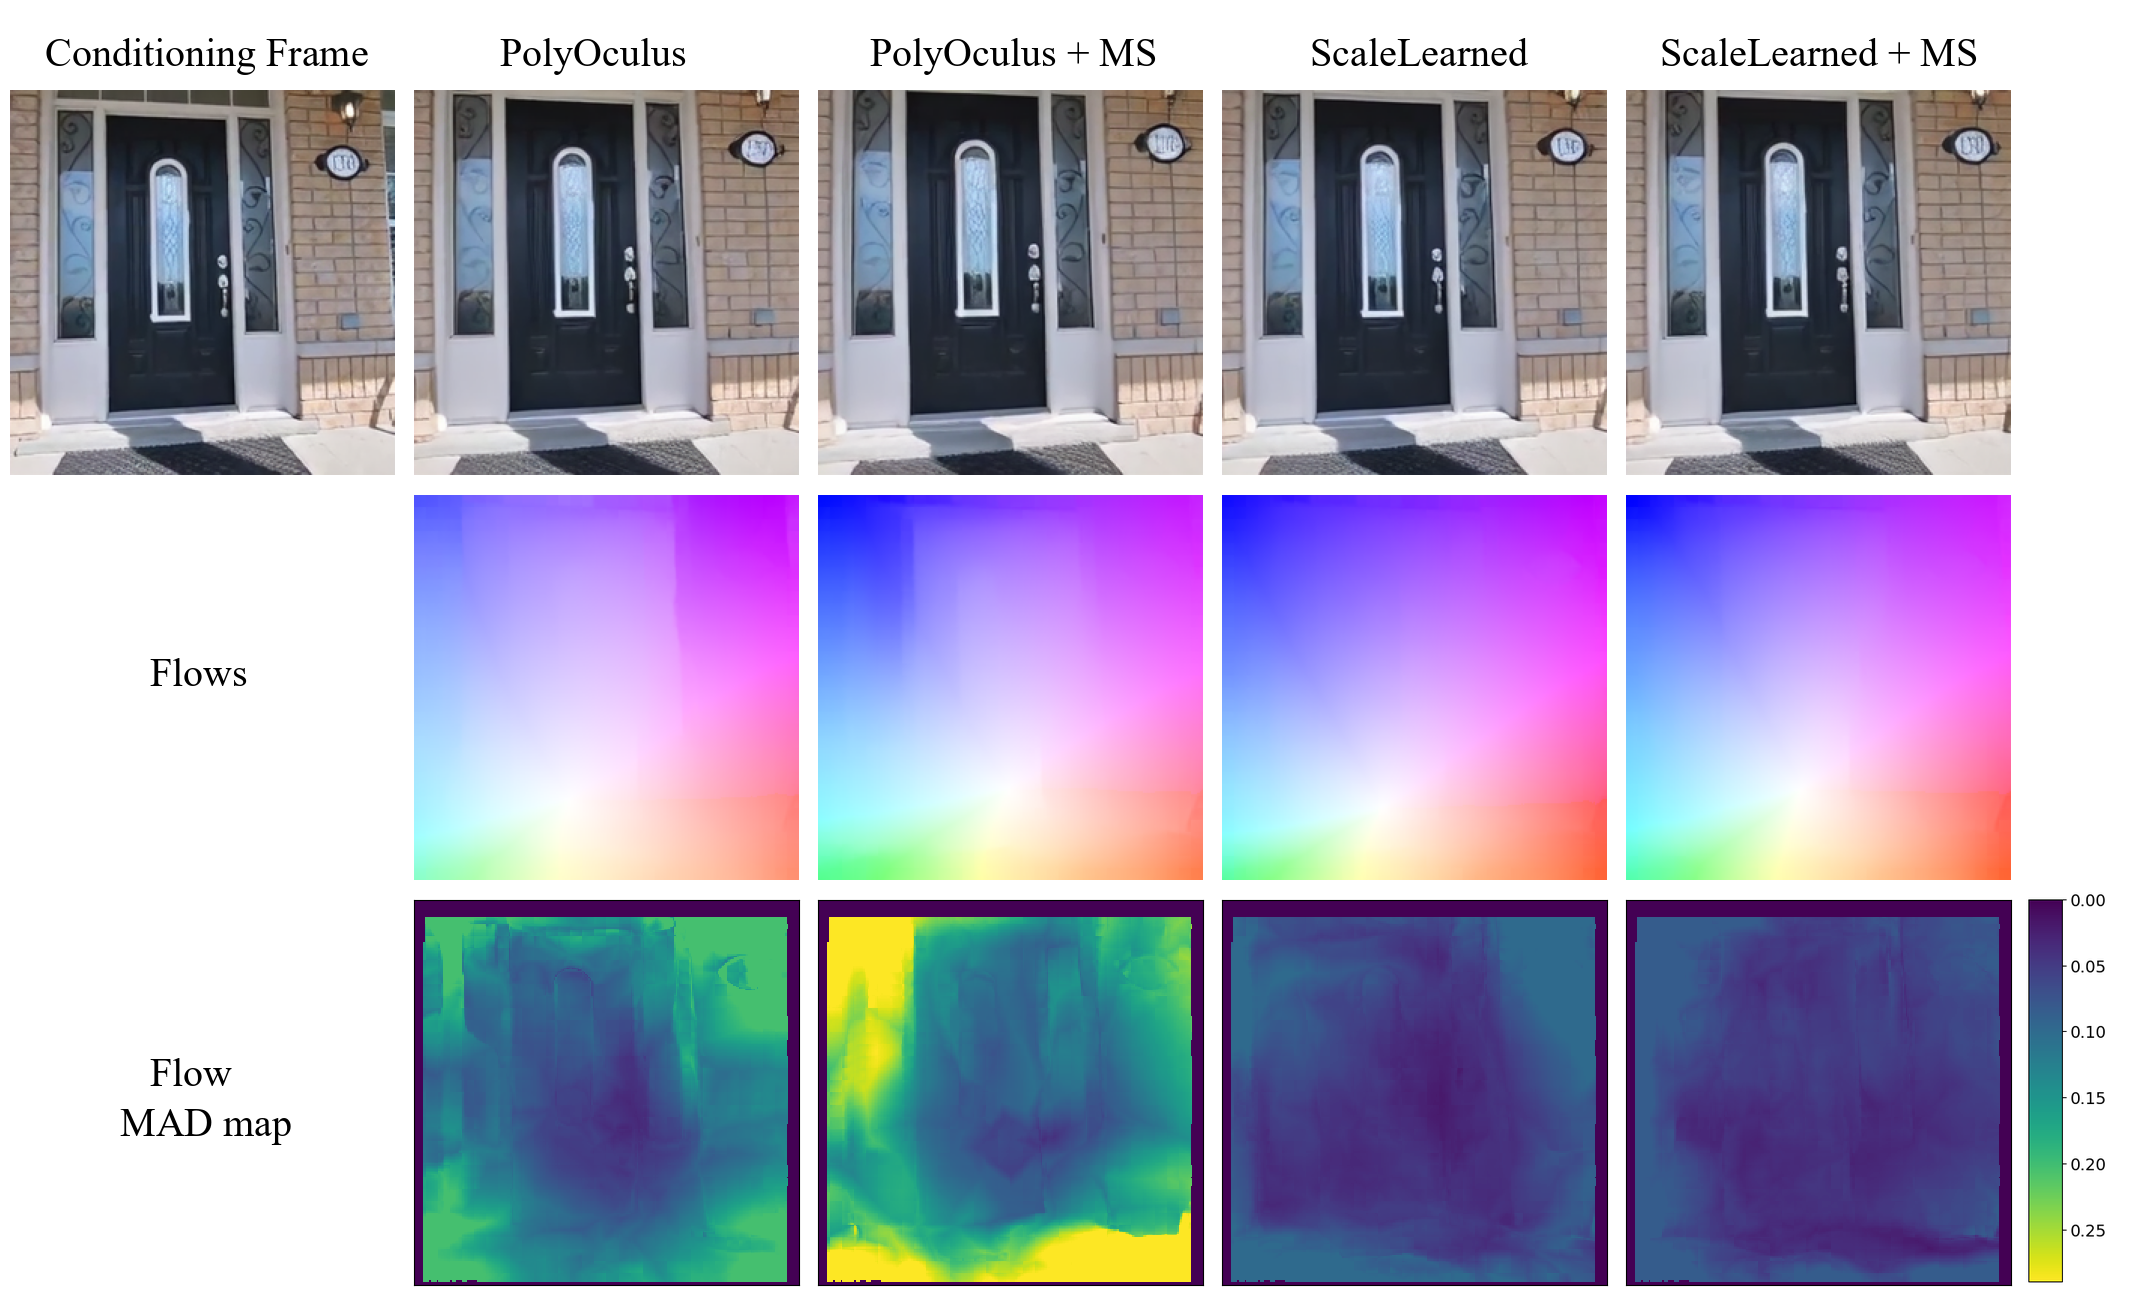 Conditioning Frame
PolyOculus
PolyOculus + MS
ScaleLearned
ScaleLearned + MS
Flows
Flow
MAD map
0.00
0.05
0.10
0.15
0.20
0.25